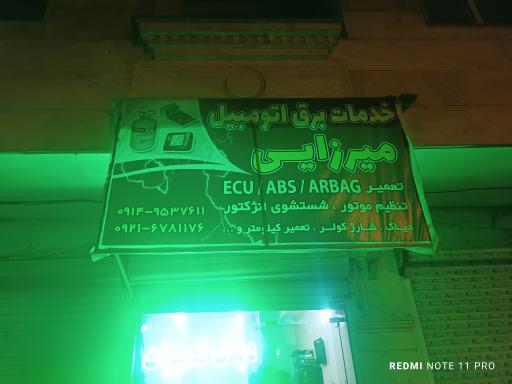 خدمات برق اتومبیل
میرزایی
تعمیر ECU / ABS / ARBAG
تنظیم موتور ، شستشوی انژکتور
دیاگ ، شارژ کولر ، تعمیر کیلومتر و ...
۰۹۱۴-۹۵۳۷۶۱۱
۰۹۲۱-۶۷۸۱۱۷۶
REDMI NOTE 11 PRO